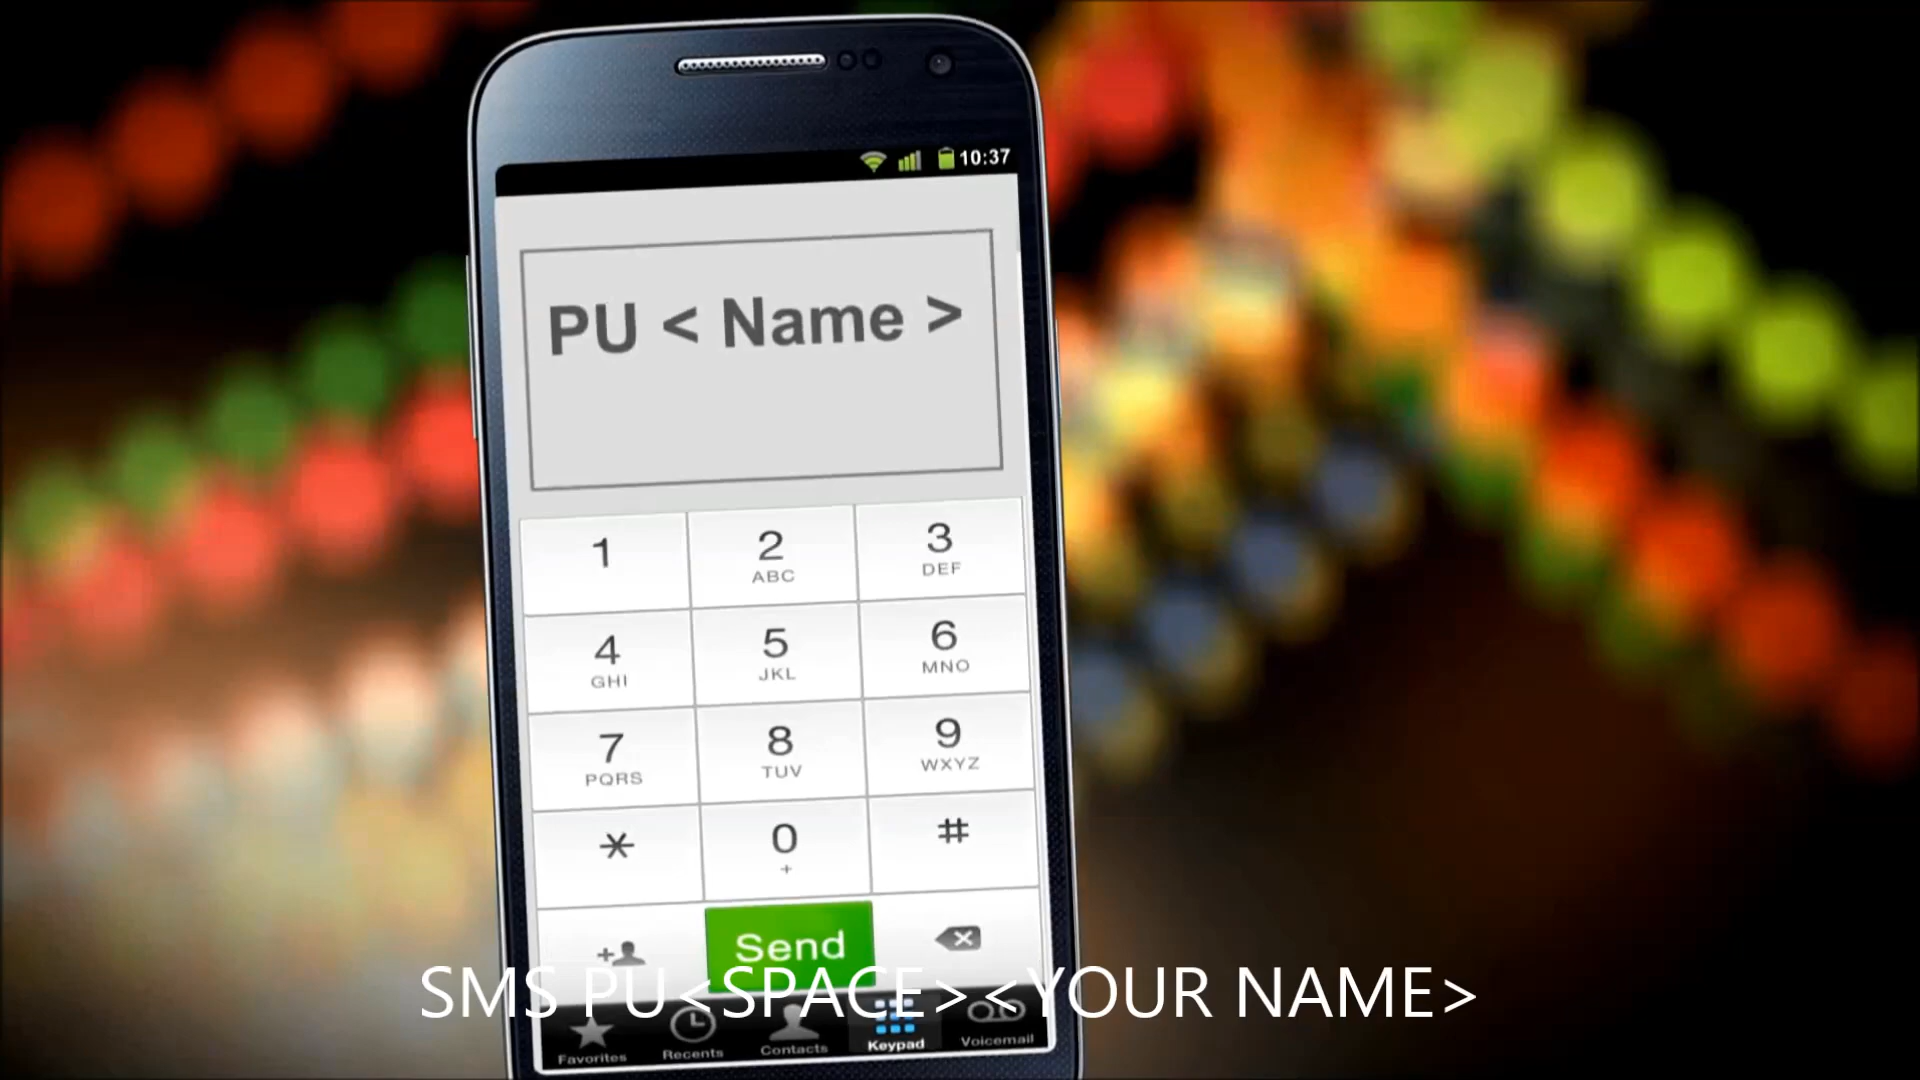 10:37
PU < Name >
1
2
ABC
3
DEF
4
GHI
5
JKL
6
MNO
7
PQRS
8
TUV
9
WXYZ
*
0
+
#
+
Send
SMS PU<SPACE><YOUR NAME>
Favorites
Recents
Contacts
Keypad
Voicemail